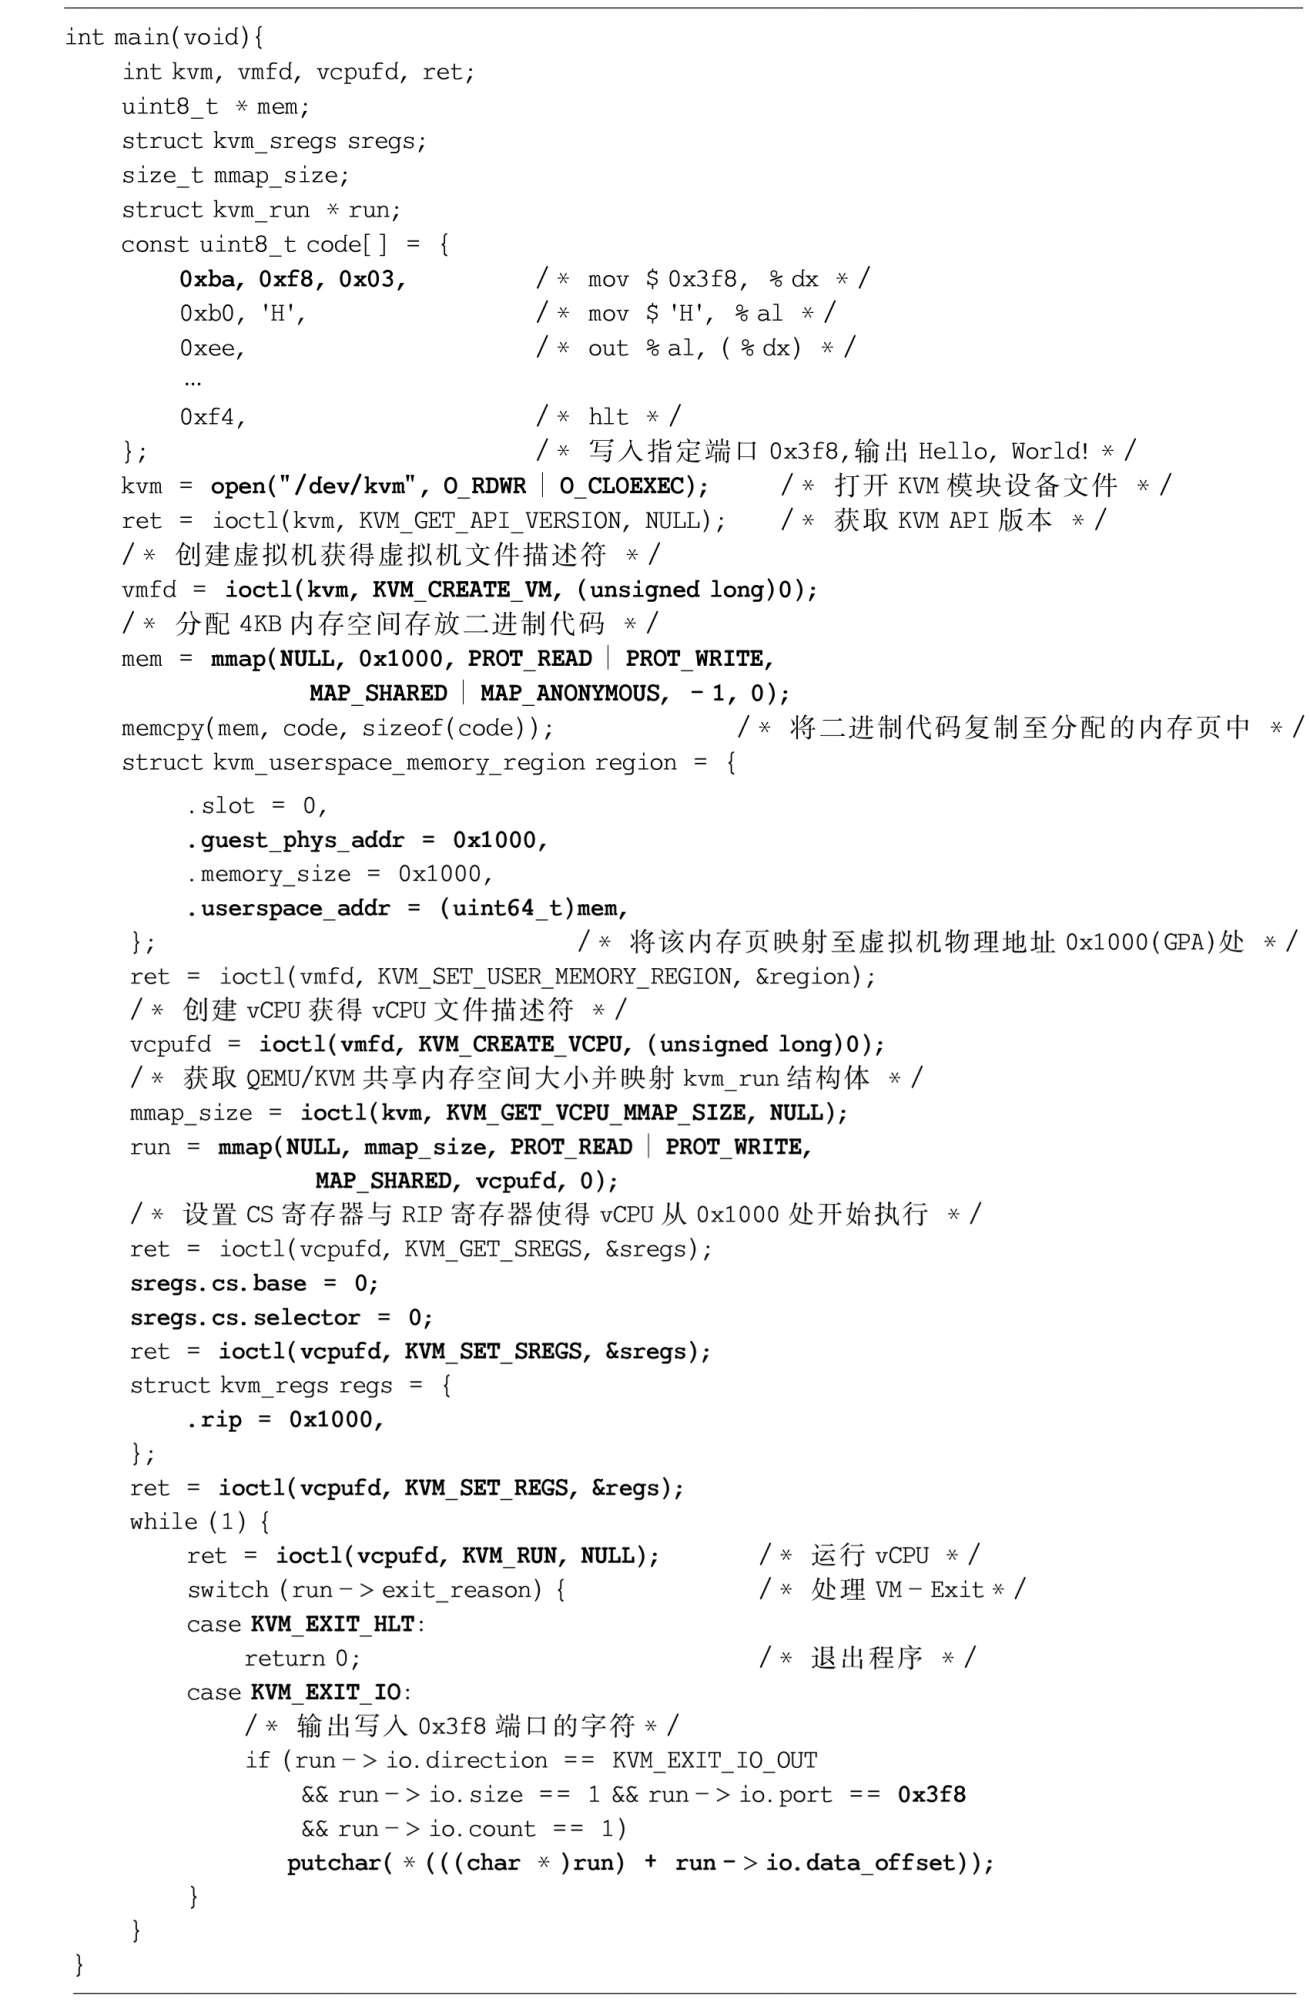 int main(void){
int kvm, vmfd, vcpufd, ret;
uint8_t * mem;
struct kvm_sregs sregs;
size_t mmap_size;
struct kvm_run * run;
const uint8_t code[] = {
0xba, 0xf8, 0x03, /* mov $0x3f8, %dx */
0xb0, 'H', /* mov $'H', %al */
0xee, /* out %al, (%dx) */
…
0xf4, /* hlt */
}; /* 写入指定端口 0x3f8,输出 Hello, World! */
kvm = open("/dev/kvm", O_RDWR | O_CLOEXEC); /* 打开 KVM 模块设备文件 */
ret = ioctl(kvm, KVM_GET_API_VERSION, NULL); /* 获取 KVM API 版本 */
/* 创建虚拟机获得虚拟机文件描述符 */
vmfd = ioctl(kvm, KVM_CREATE_VM, (unsigned long)0);
/* 分配 4KB 内存空间存放二进制代码 */
mem = mmap(NULL, 0x1000, PROT_READ | PROT_WRITE,
MAP_SHARED | MAP_ANONYMOUS, -1, 0);
memcpy(mem, code, sizeof(code)); /* 将二进制代码复制至分配的内存页中 */
struct kvm_userspace_memory_region region = {
.slot = 0,
.guest_phys_addr = 0x1000,
.memory_size = 0x1000,
.userspace_addr = (uint64_t)mem,
}; /* 将该内存页映射至虚拟机物理地址 0x1000(GPA)处 */
ret = ioctl(vmfd, KVM_SET_USER_MEMORY_REGION, &region);
/* 创建 vCPU 获得 vCPU 文件描述符 */
vcpufd = ioctl(vmfd, KVM_CREATE_VCPU, (unsigned long)0);
/* 获取 QEMU/KVM 共享内存空间大小并映射 kvm_run 结构体 */
mmap_size = ioctl(kvm, KVM_GET_VCPU_MMAP_SIZE, NULL);
run = mmap(NULL, mmap_size, PROT_READ | PROT_WRITE,
MAP_SHARED, vcpufd, 0);
/* 设置 CS 寄存器与 RIP 寄存器使得 vCPU 从 0x1000 处开始执行 */
ret = ioctl(vcpufd, KVM_GET_SREGS, &sregs);
sregs.cs.base = 0;
sregs.cs.selector = 0;
ret = ioctl(vcpufd, KVM_SET_SREGS, &sregs);
struct kvm_regs regs = {
.rip = 0x1000,
};
ret = ioctl(vcpufd, KVM_SET_REGS, &regs);
while (1) {
ret = ioctl(vcpufd, KVM_RUN, NULL); /* 运行 vCPU */
switch (run->exit_reason) { /* 处理 VM-Exit */
case KVM_EXIT_HLT:
return 0; /* 退出程序 */
case KVM_EXIT_IO:
/* 输出写入 0x3f8 端口的字符 */
if (run->io.direction == KVM_EXIT_IO_OUT
&& run->io.size == 1 && run->io.port == 0x3f8
&& run->io.count == 1)
putchar(*(((char *)run) + run->io.data_offset));
}
}
}